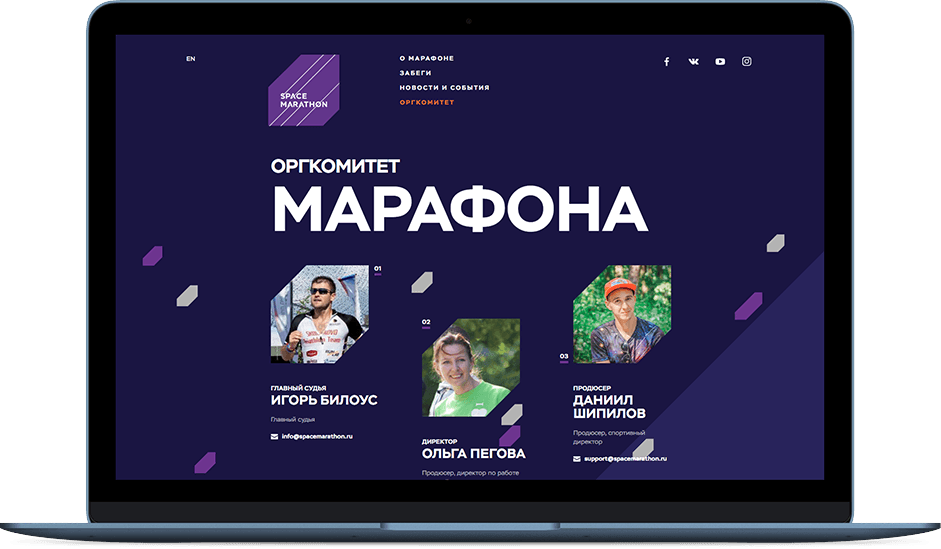 EN
SPACE
MARATHON
О МАРАФОНЕ
ЗАБЕГИ
НОВОСТИ И СОБЫТИЯ
ОРГКОМИТЕТ
ОРГКОМИТЕТ
МАРАФОНА
01
ГЛАВНЫЙ СУДЬЯ
ИГОРЬ БИЛОУС
Главный судья
info@spacemarathon.ru
02
ДИРЕКТОР
ОЛЬГА ПЕГОВА
Продюсер, директор по работе
03
ПРОДЮСЕР
ДАНИИЛ
ШИПИЛОВ
Продюсер, спортивный
директор
support@spacemarathon.ru